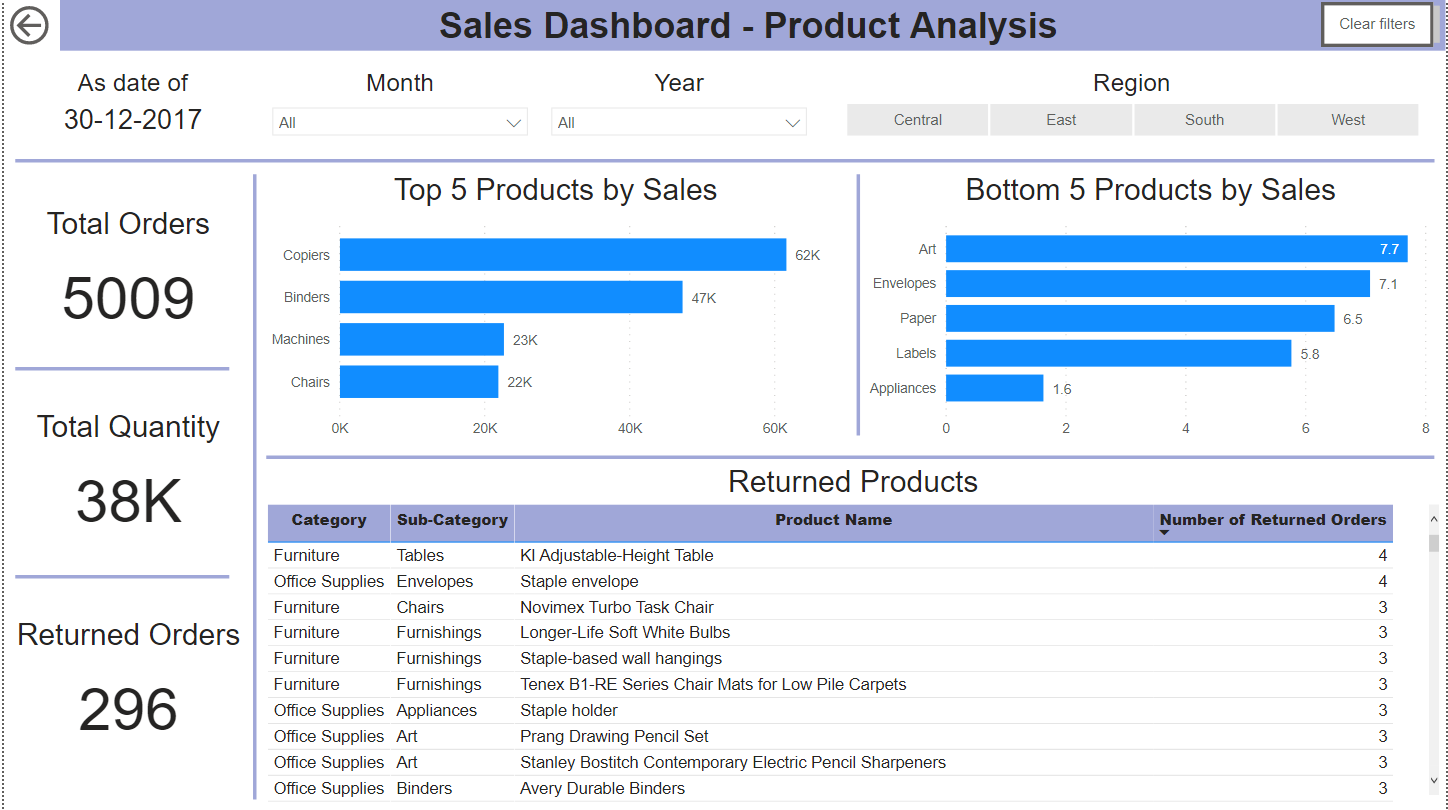 Sales Dashboard - Product Analysis
Clear filters
As date of
30-12-2017
Month
All
Year
All
Region
Central East South West
Total Orders
5009
Total Quantity
38K
Returned Orders
296
Top 5 Products by Sales
Copiers 62K
Binders 47K
Machines 23K
Chairs 22K
0K 20K 40K 60K
Bottom 5 Products by Sales
Art 7.7
Envelopes 7.1
Paper 6.5
Labels 5.8
Appliances 1.6
0 2 4 6 8
Returned Products
Category Sub-Category Product Name Number of Returned Orders
Furniture Tables KI Adjustable-Height Table 4
Office Supplies Envelopes Staple envelope 4
Furniture Chairs Novimex Turbo Task Chair 3
Furniture Furnishings Longer-Life Soft White Bulbs 3
Furniture Furnishings Staple-based wall hangings 3
Furniture Furnishings Tenex B1-RE Series Chair Mats for Low Pile Carpets 3
Office Supplies Appliances Staple holder 3
Office Supplies Art Prang Drawing Pencil Set 3
Office Supplies Art Stanley Bostitch Contemporary Electric Pencil Sharpeners 3
Office Supplies Binders Avery Durable Binders 3